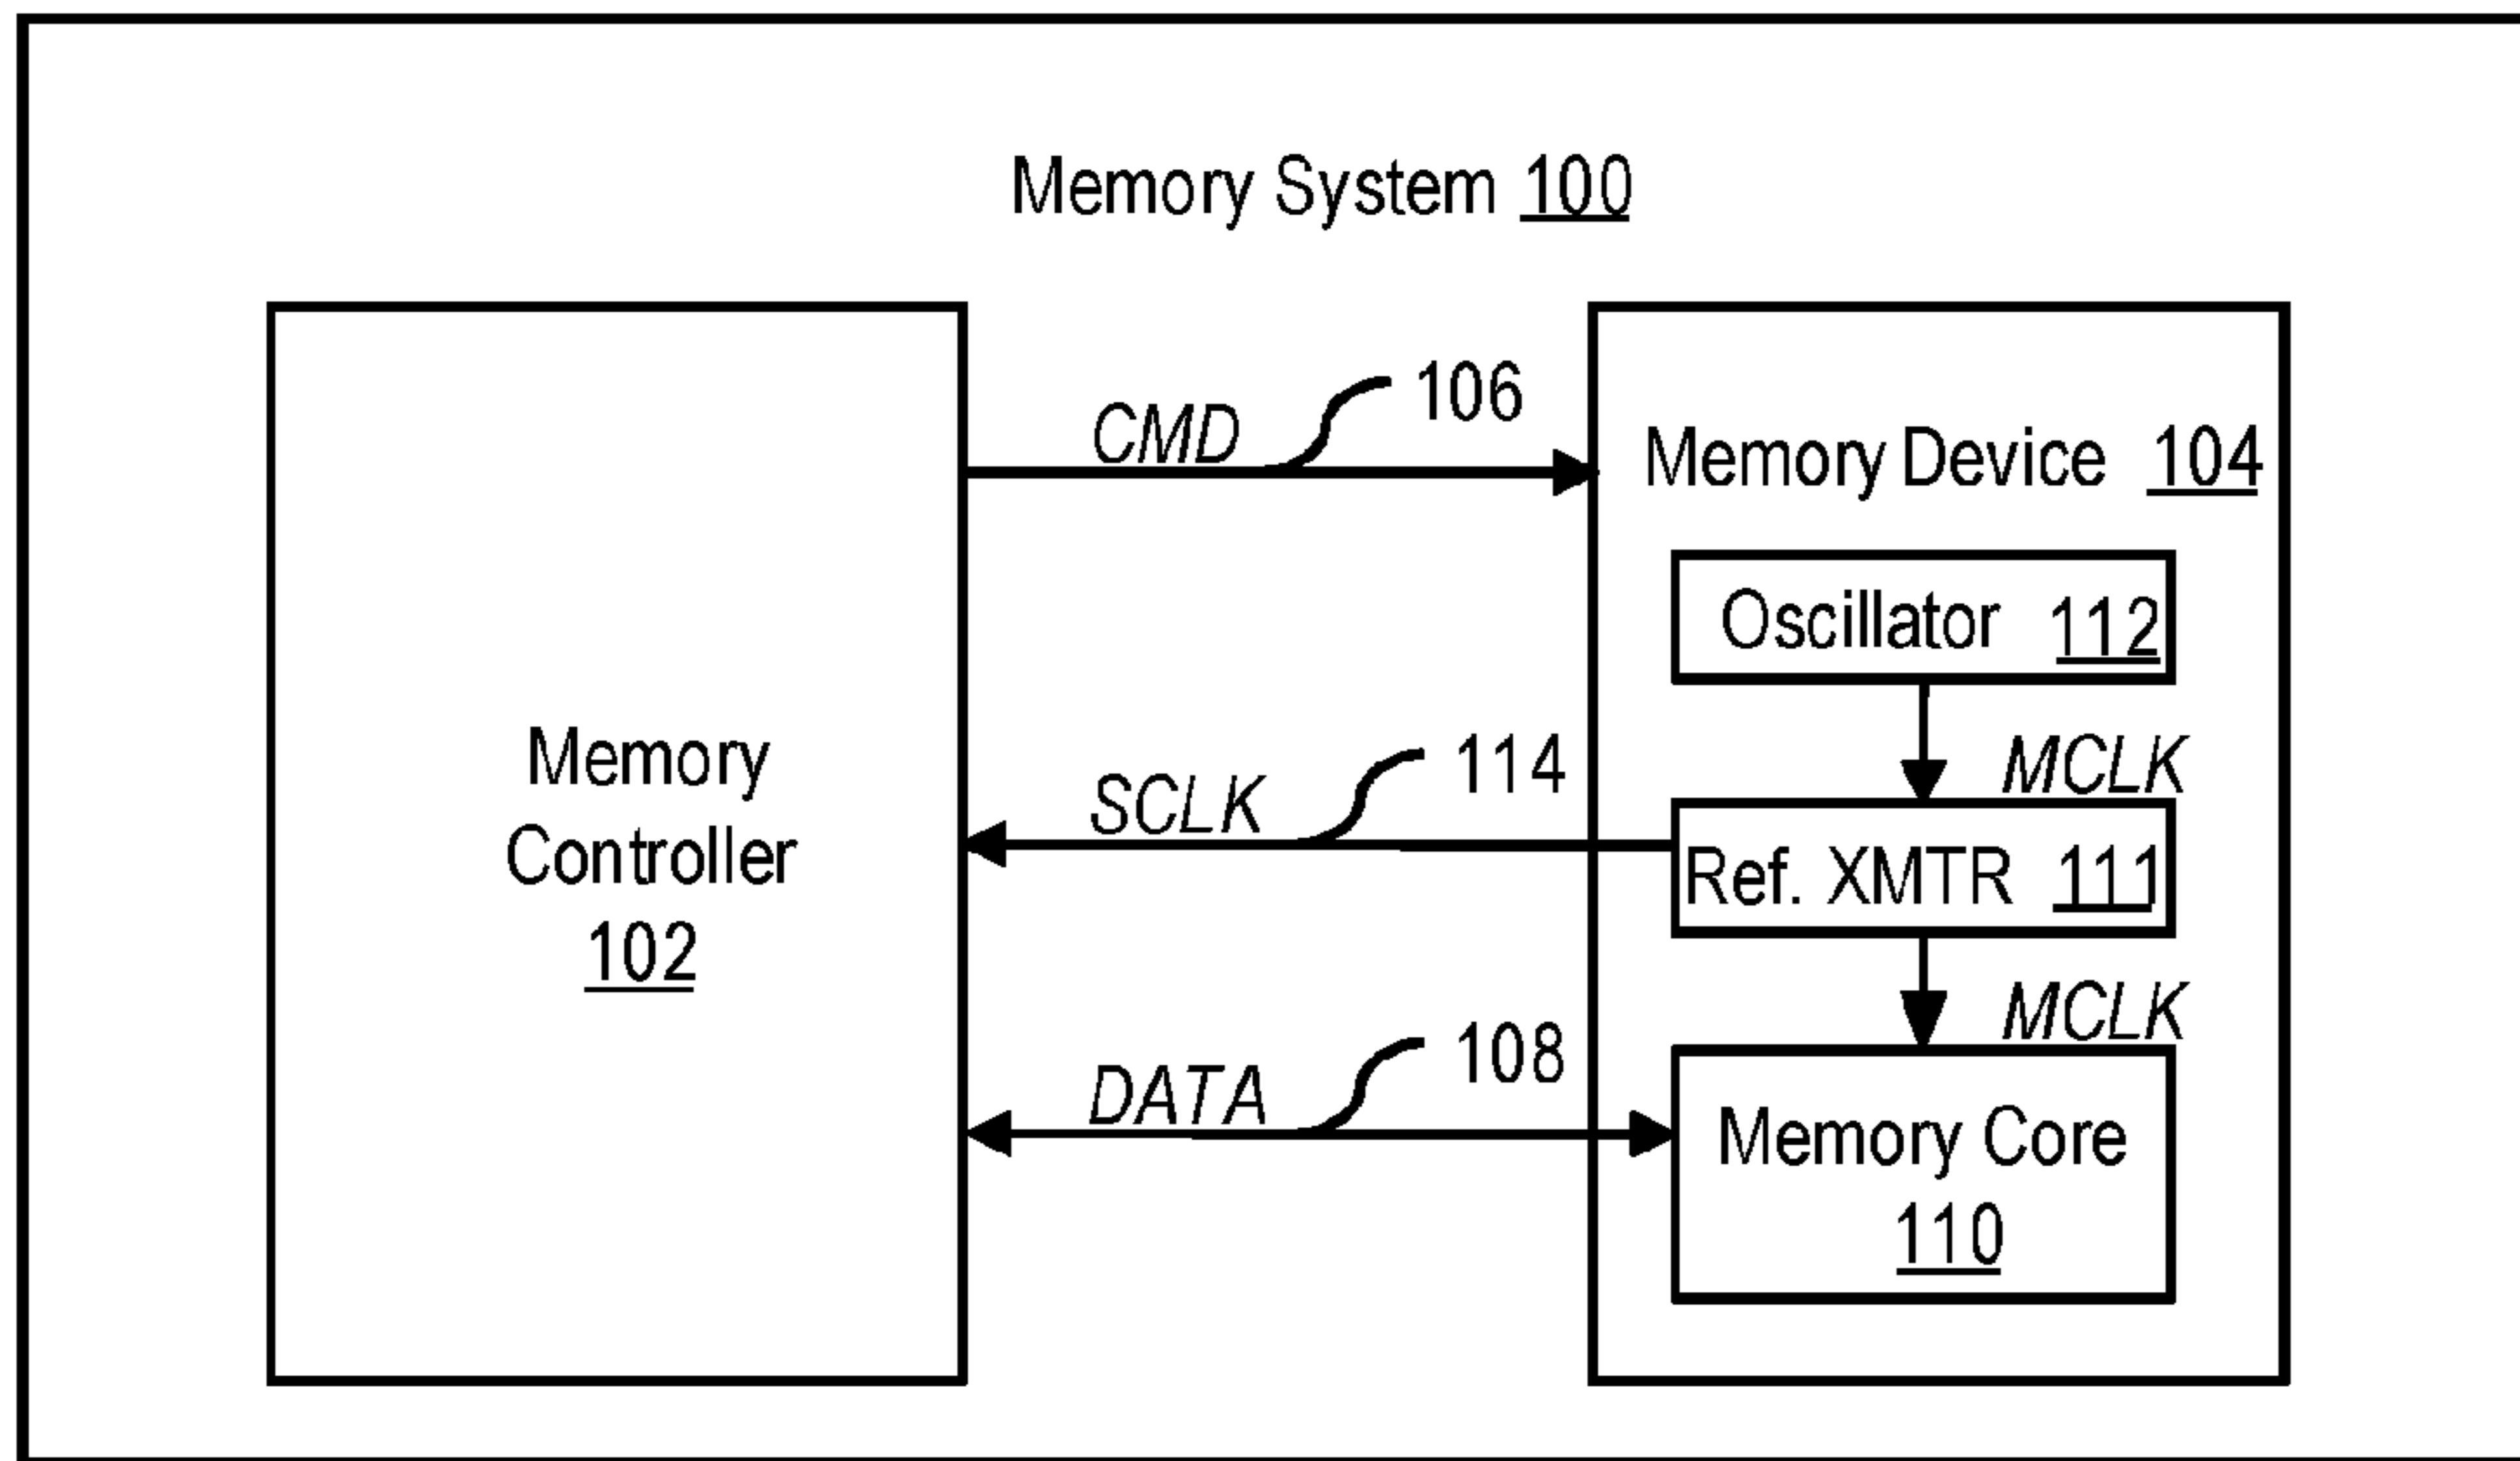 Memory System 100
106
CMD
Memory Device 104
Oscillator 112
MCLK
114
SCLK
Memory
Controller
102
Ref. XMTR 111
MCLK
108
DATA
Memory Core
110